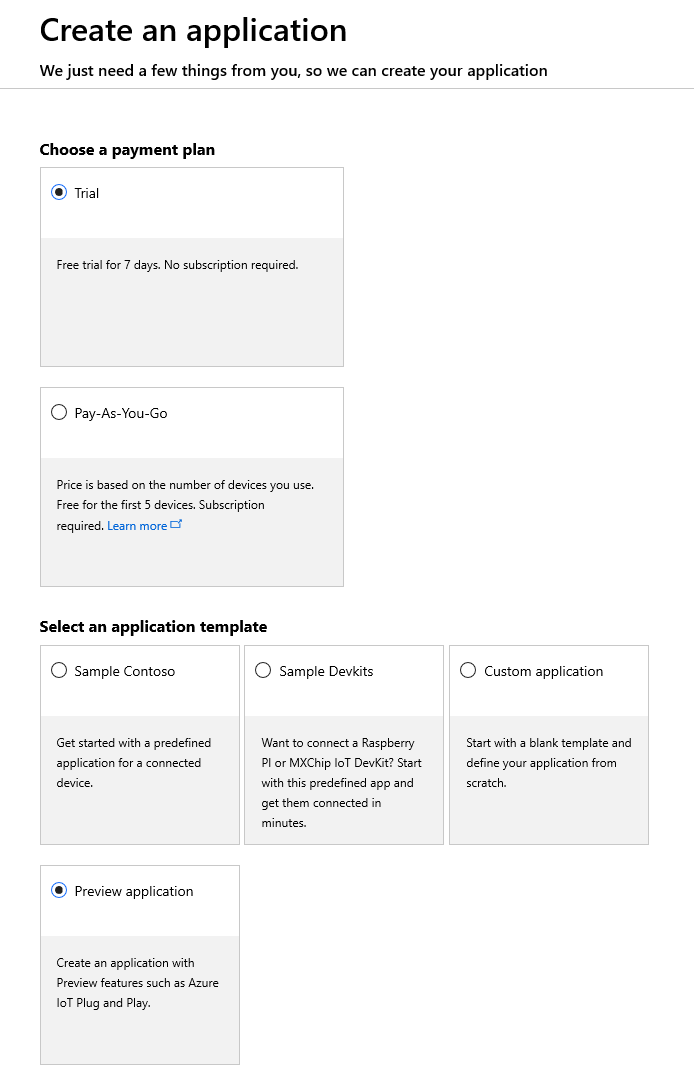 Create an application
We just need a few things from you, so we can create your application
Choose a payment plan
Trial
Free trial for 7 days. No subscription required.
Pay-As-You-Go
Price is based on the number of devices you use.
Free for the first 5 devices. Subscription
required. Learn more
Select an application template
Sample Contoso
Get started with a predefined
application for a connected
device.
Sample Devkits
Want to connect a Raspberry
PI or MXChip IoT DevKit? Start
with this predefined app and
get them connected in
minutes.
Custom application
Start with a blank template and
define your application from
scratch.
Preview application
Create an application with
Preview features such as Azure
IoT Plug and Play.